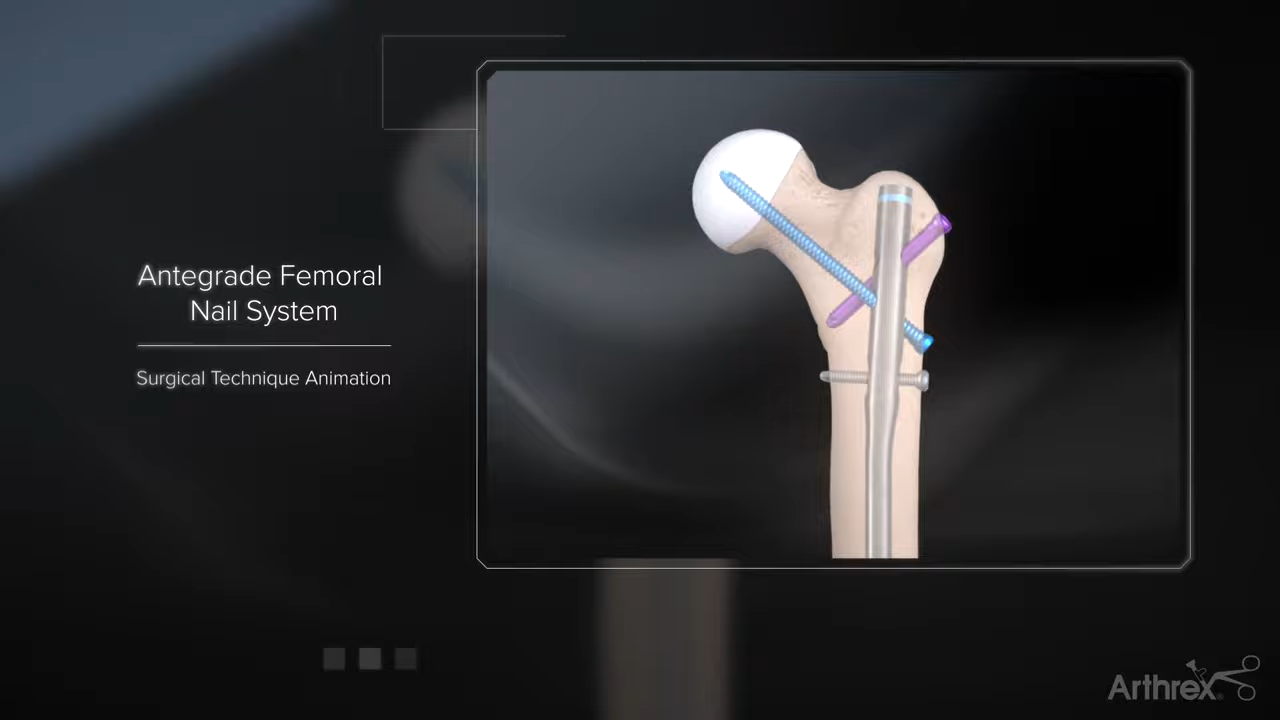 Antegrade Femoral
Nail System
Surgical Technique Animation
Arthrex®